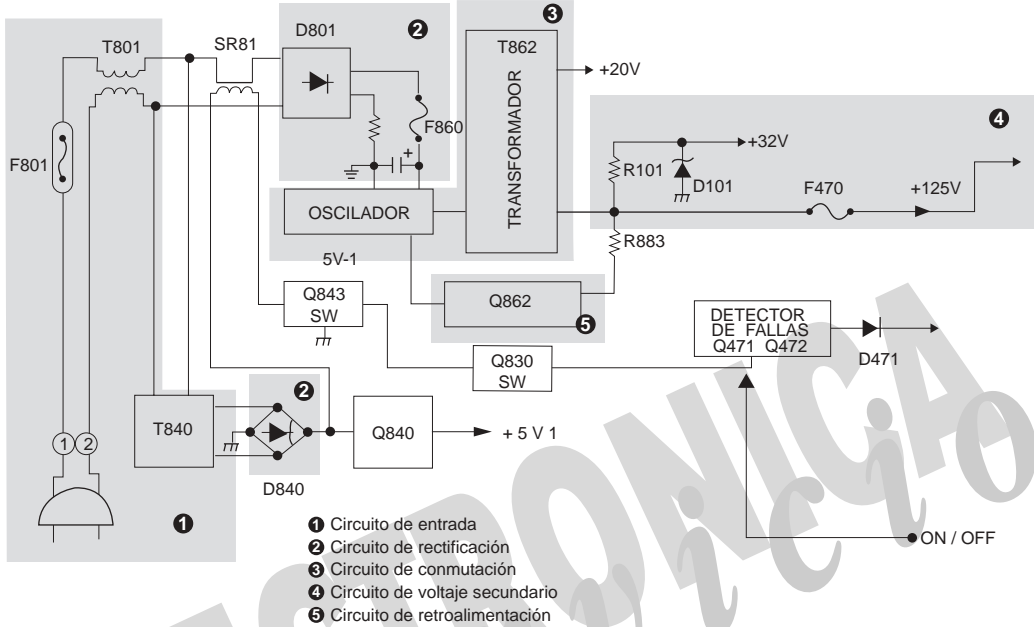 T801
SR81
D801
❷
❸
T862
TRANSFORMADOR
+20V
❹
F860
+
F801
OSCILADOR
R101
D101
+32V
F470
+125V
R883
5V-1
Q843
SW
Q862
❺
DETECTOR
DE FALLAS
Q471 Q472
D471
Q830
SW
T840
❷
D840
Q840
+ 5 V 1
1 2
❶
ON / OFF
❶ Circuito de entrada
❷ Circuito de rectificación
❸ Circuito de conmutación
❹ Circuito de voltaje secundario
❺ Circuito de retroalimentación